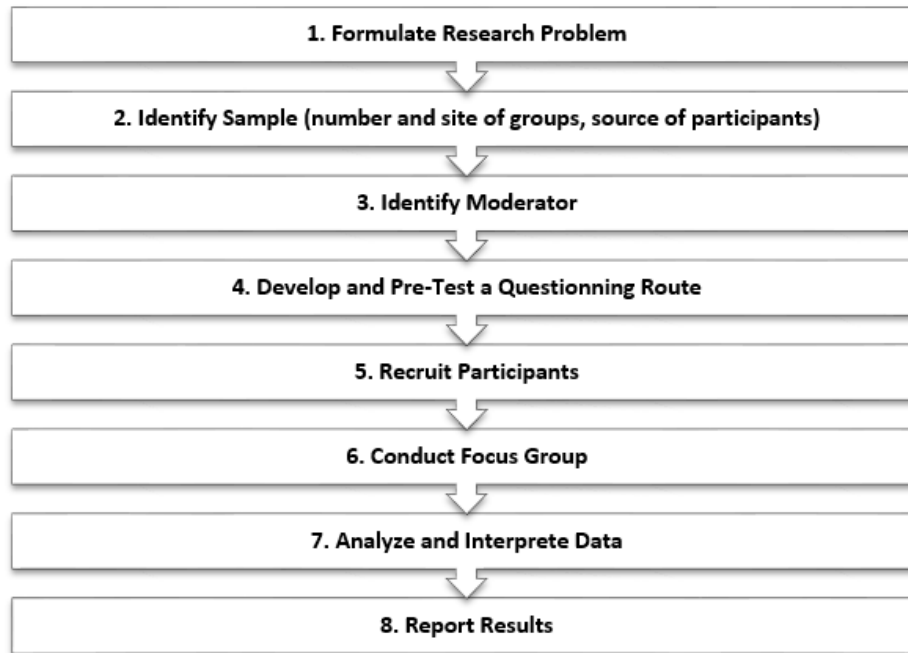 1. Formulate Research Problem
2. Identify Sample (number and site of groups, source of participants)
3. Identify Moderator
4. Develop and Pre-Test a Questionning Route
5. Recruit Participants
6. Conduct Focus Group
7. Analyze and Interprete Data
8. Report Results